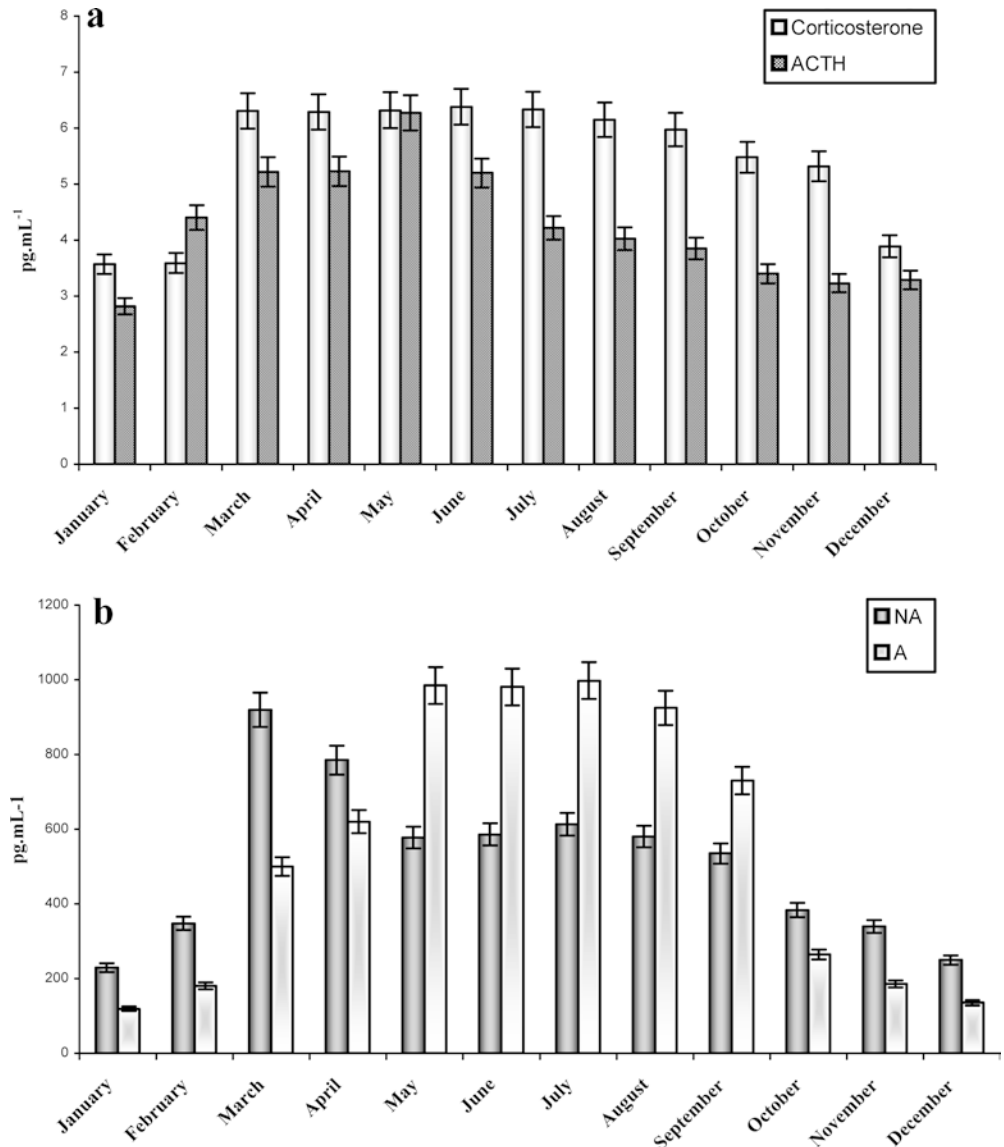 a
Corticosterone
ACTH
pg.mL-1
8
7
6
5
4
3
2
1
0
January
February
March
April
May
June
July
August
September
October
November
December
b
NA
A
pg.mL-1
1200
1000
800
600
400
200
0
January
February
March
April
May
June
July
August
September
October
November
December